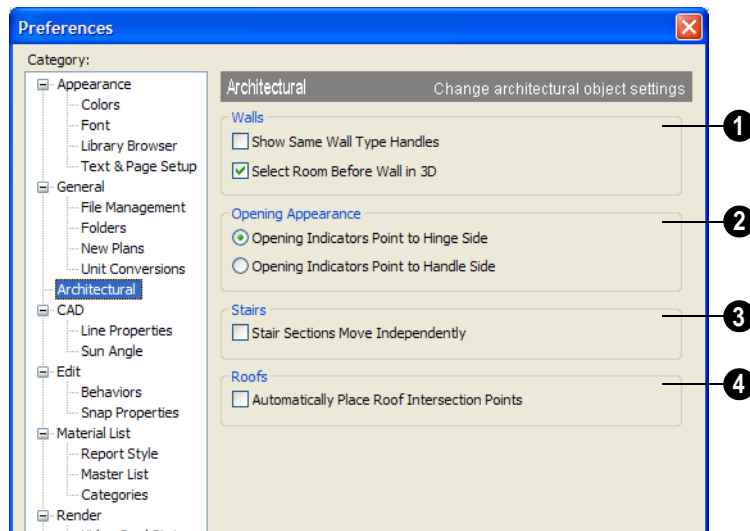 Preferences
Category:
Appearance
Colors
Font
Library Browser
Text & Page Setup
General
File Management
Folders
New Plans
Unit Conversions
Architectural
CAD
Line Properties
Sun Angle
Edit
Behaviors
Snap Properties
Material List
Report Style
Master List
Categories
Render
Architectural Change architectural object settings
Walls
1
Show Same Wall Type Handles
Select Room Before Wall in 3D
Opening Appearance
2
Opening Indicators Point to Hinge Side
Opening Indicators Point to Handle Side
Stairs
3
Stair Sections Move Independently
Roofs
4
Automatically Place Roof Intersection Points